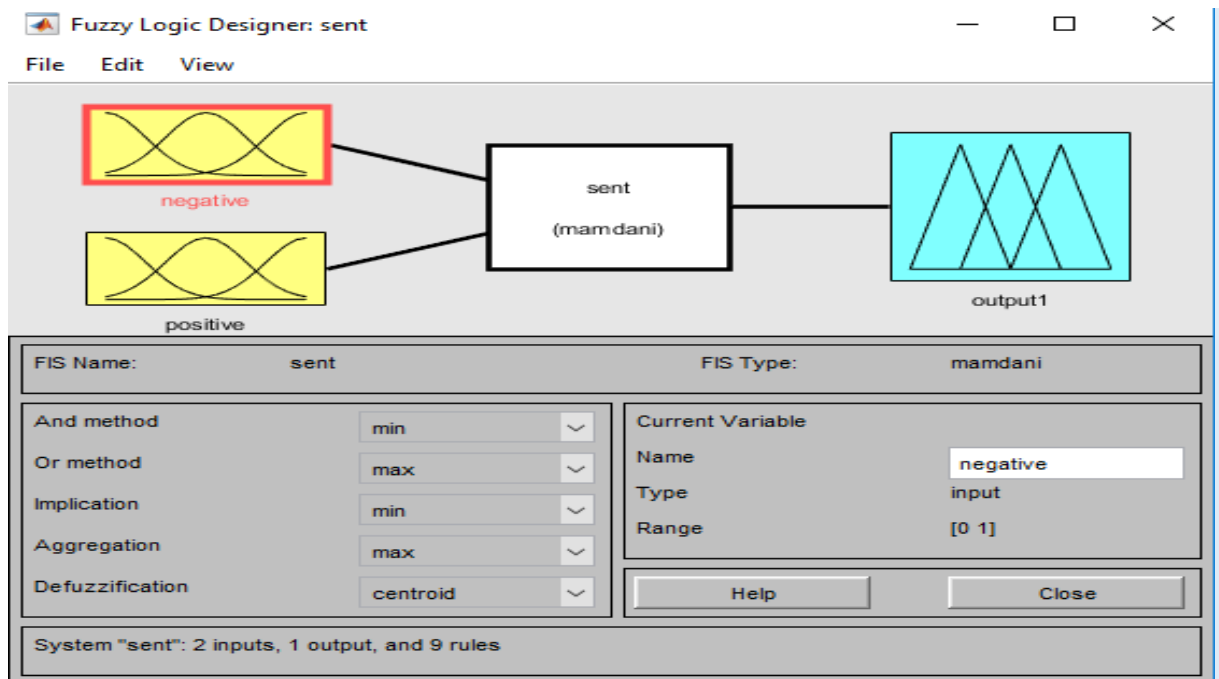 Fuzzy Logic Designer: sent
File Edit View
negative
positive
sent
(mamdani)
output1
FIS Name: sent FIS Type: mamdani
And method min
Or method max
Implication min
Aggregation max
Defuzzification centroid
Current Variable
Name negative
Type input
Range [0 1]
Help Close
System "sent": 2 inputs, 1 output, and 9 rules